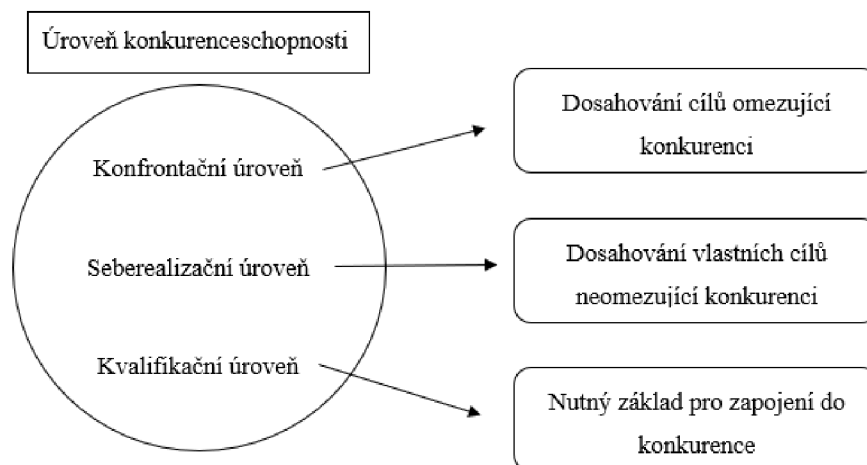 Úroveň konkurenceschopnosti
Konfrontační úroveň
Dosahování cílů omezující
konkurenci
Seberealizační úroveň
Dosahování vlastních cílů
neomezující konkurenci
Kvalifikační úroveň
Nutný základ pro zapojení do
konkurence